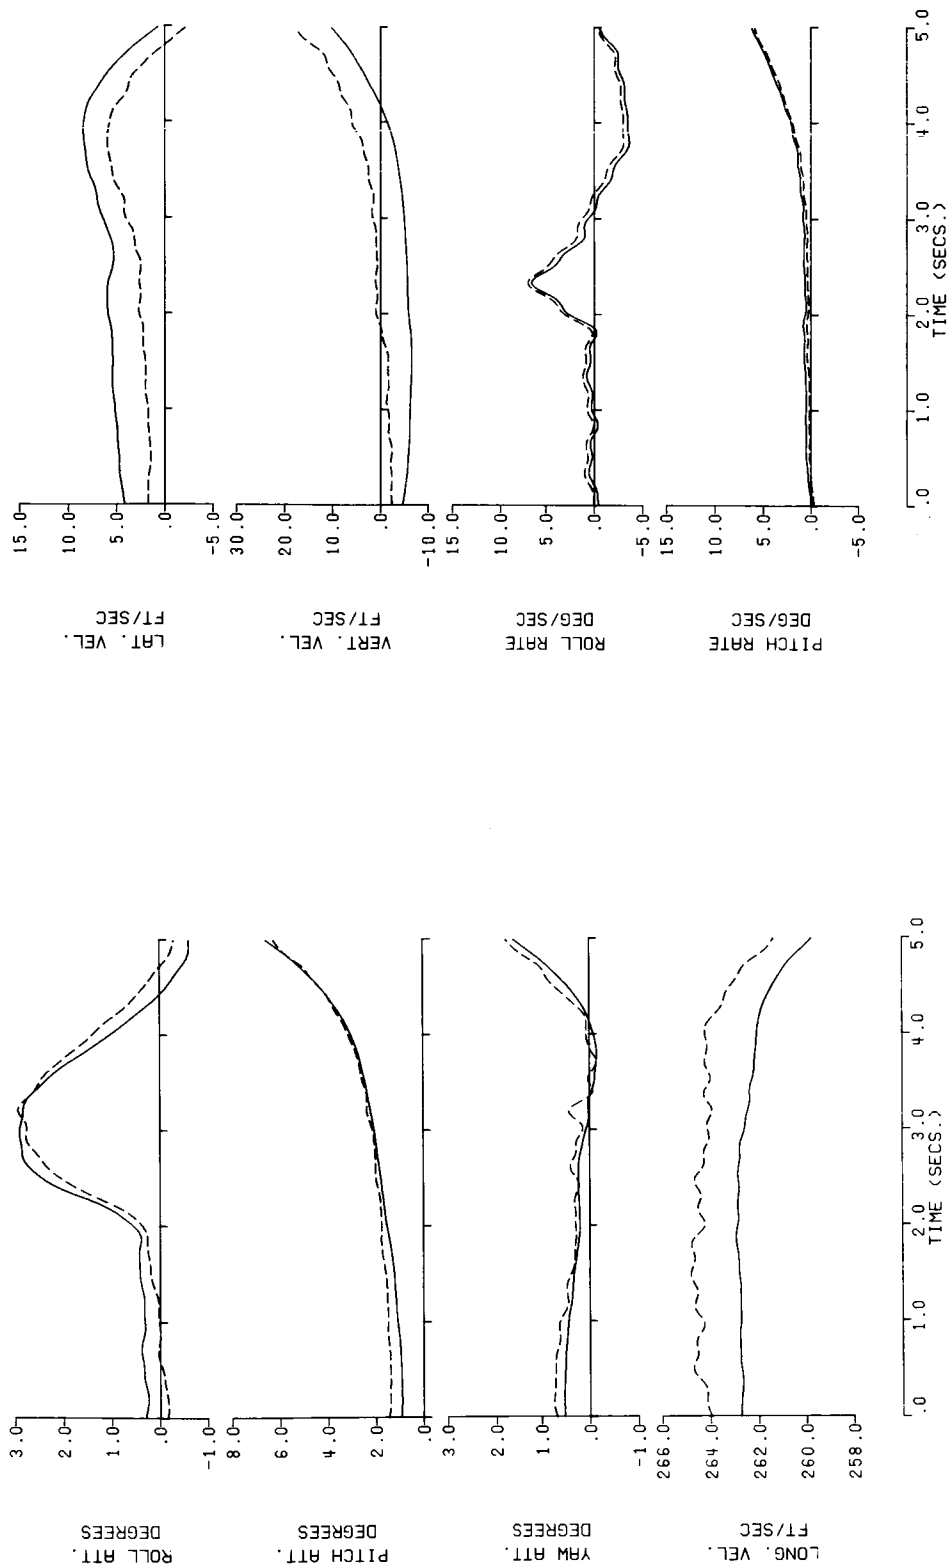 ROLL ATT.
DEGREES
3.0
2.0
1.0
.0
-1.0
PITCH ATT.
DEGREES
8.0
6.0
4.0
2.0
.0
YAW ATT.
DEGREES
3.0
2.0
1.0
.0
-1.0
LONG. VEL.
FT/SEC
266.0
264.0
262.0
260.0
258.0
.0
1.0
2.0
3.0
4.0
5.0
TIME (SECS.)
LAT. VEL.
FT/SEC
15.0
10.0
5.0
.0
-5.0
VERT. VEL.
FT/SEC
30.0
20.0
10.0
.0
-10.0
ROLL RATE
DEG/SEC
15.0
10.0
5.0
.0
-5.0
PITCH RATE
DEG/SEC
15.0
10.0
5.0
.0
-5.0
.0
1.0
2.0
3.0
4.0
5.0
TIME (SECS.)